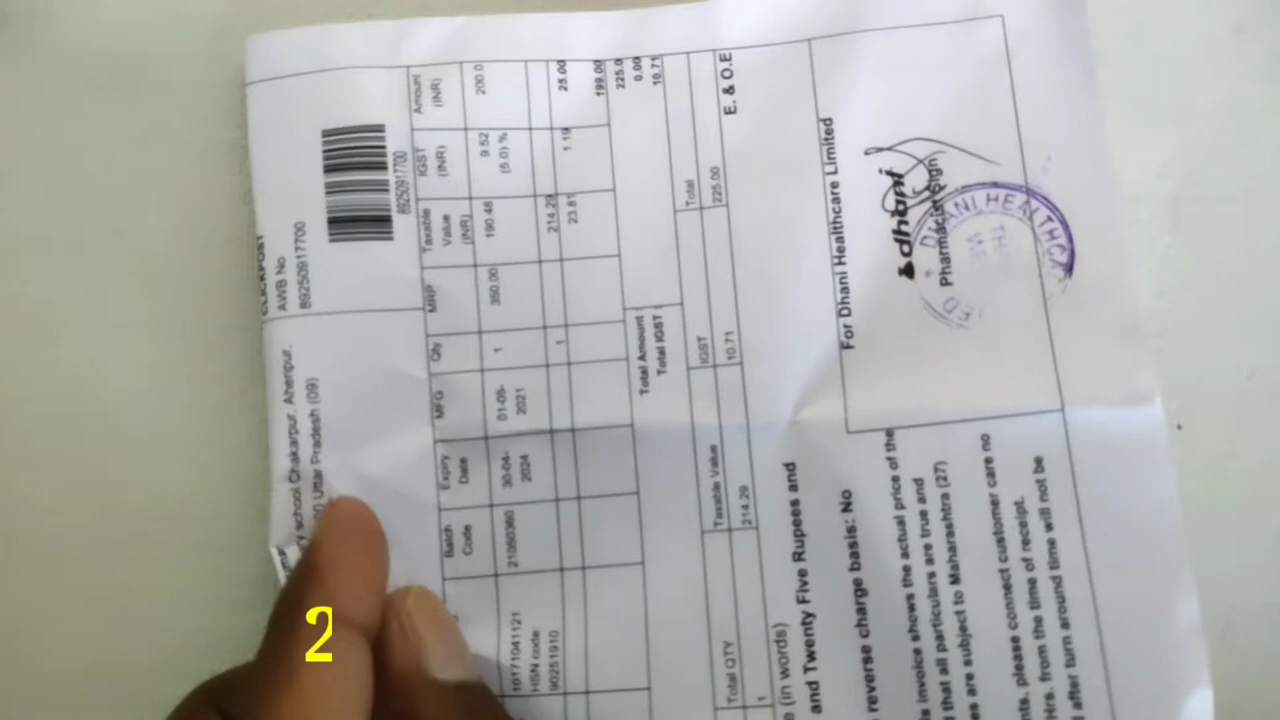 AWB No
89250917700
89250917700
school Chakarpur, Aheripur,
Uttar Pradesh (09)
Batch Code
Expiry Date
MFG
Qty
MRP
Taxable Value (INR)
IGST (INR)
Amount (INR)
10171041121
HSN code:
90251910
21050360
30-04-2024
01-05-2021
1
350.00
190.48
9.52
(5.0) %
200.0
1
214.29
25.00
23.81
1.19
199.00
Total Amount
225.0
0.00
Total IGST
10.71
Total QTY
Taxable Value
IGST
Total
1
214.29
10.71
225.00
E. & O.E
(in words)
and Twenty Five Rupees and
reverse charge basis: No
invoice shows the actual price of the
that all particulars are true and
are subject to Maharashtra (27)
please connect customer care no
Hrs. from the time of receipt.
after turn around time will not be
For Dhani Healthcare Limited
dhani
Pharmacist Sign
DHANI HEALTHCA
2